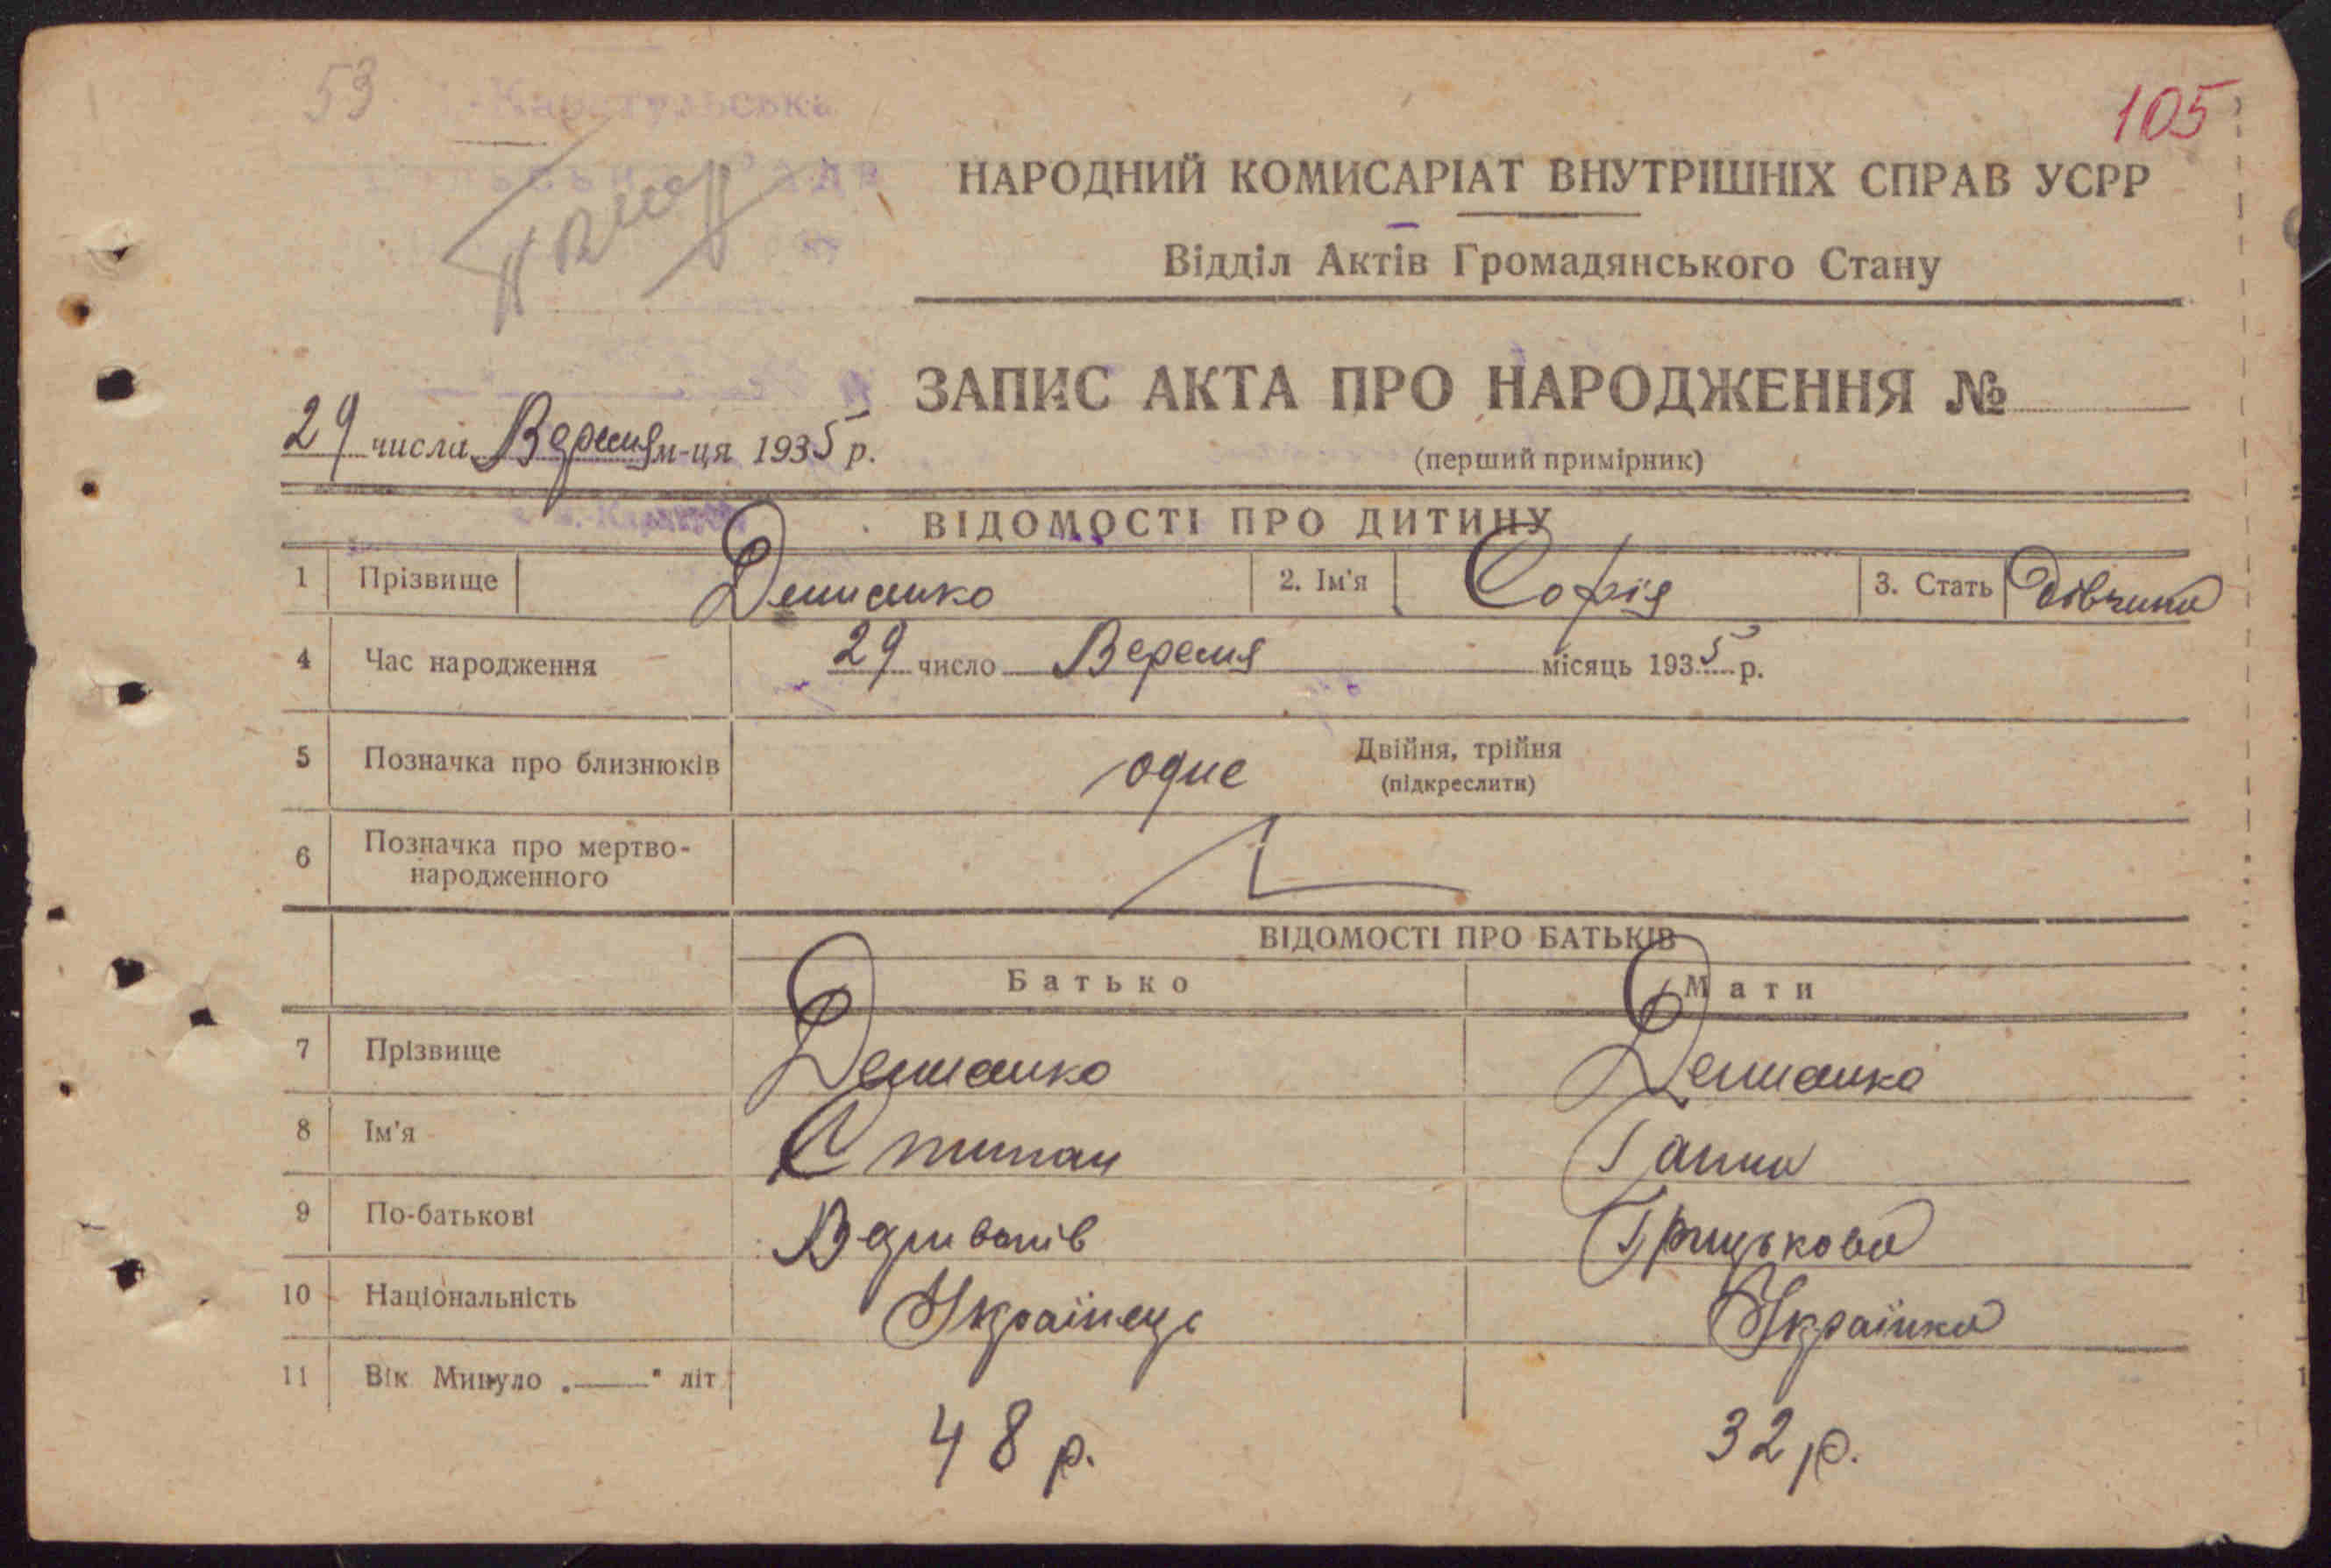 53
105
НАРОДНИЙ КОМИСАРІАТ ВНУТРІШНІХ СПРАВ УСРР
Відділ Актів Громадянського Стану
ЗАПИС АКТА ПРО НАРОДЖЕННЯ №
29 числа Вересня м-ця 1935 р.
(перший примірник)
ВІДОМОСТІ ПРО ДИТИНУ
1 Прізвище 2. Ім'я Софія 3. Стать дівчина
4 Час народження 29 число Вересня місяць 1935 р.
5 Позначка про близнюків одне Двійня, трійня
(підкреслити)
6 Позначка про мертво-
народженного
ВІДОМОСТІ ПРО БАТЬКІВ
Батько Мати
7 Прізвище
8 Ім'я Степан Ганна
9 По-батькові Грицькова
10 Національність Українець Українка
11 Вік Минуло „——" літ
48 р. 32 р.